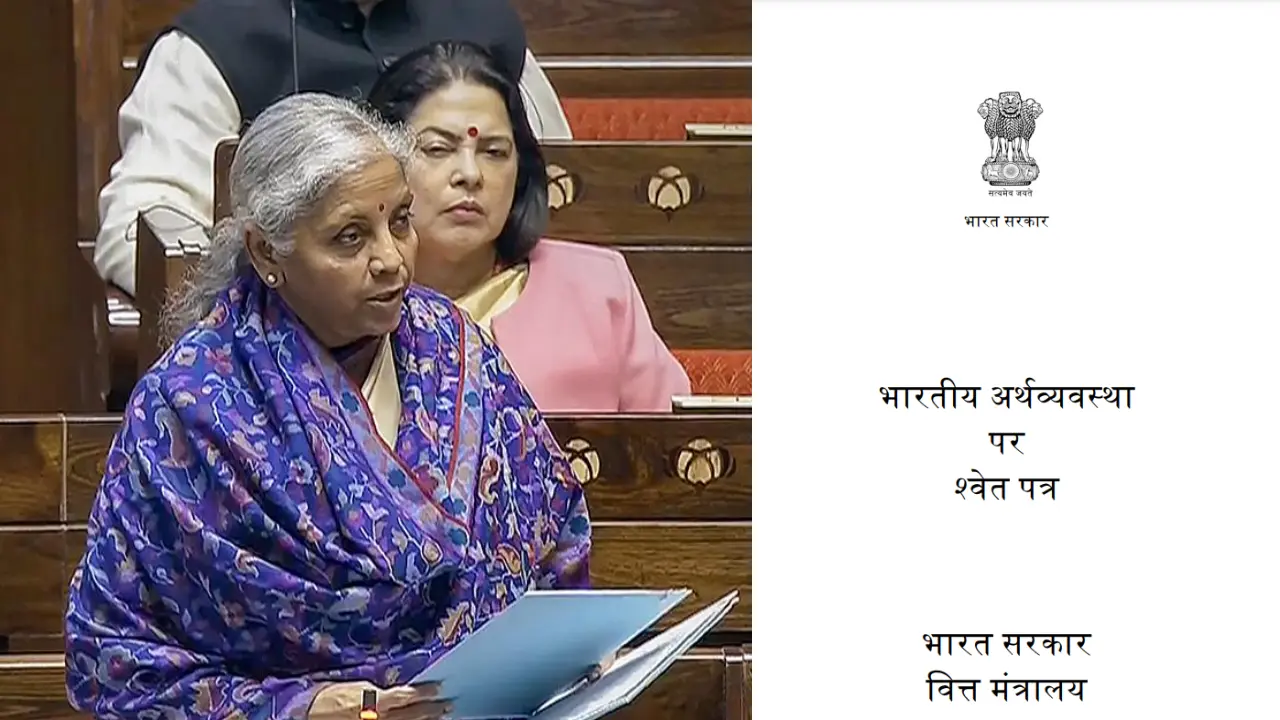 सत्यमेव जयते
भारत सरकार
भारतीय अर्थव्यवस्था
पर
श्वेत पत्र
भारत सरकार
वित्त मंत्रालय